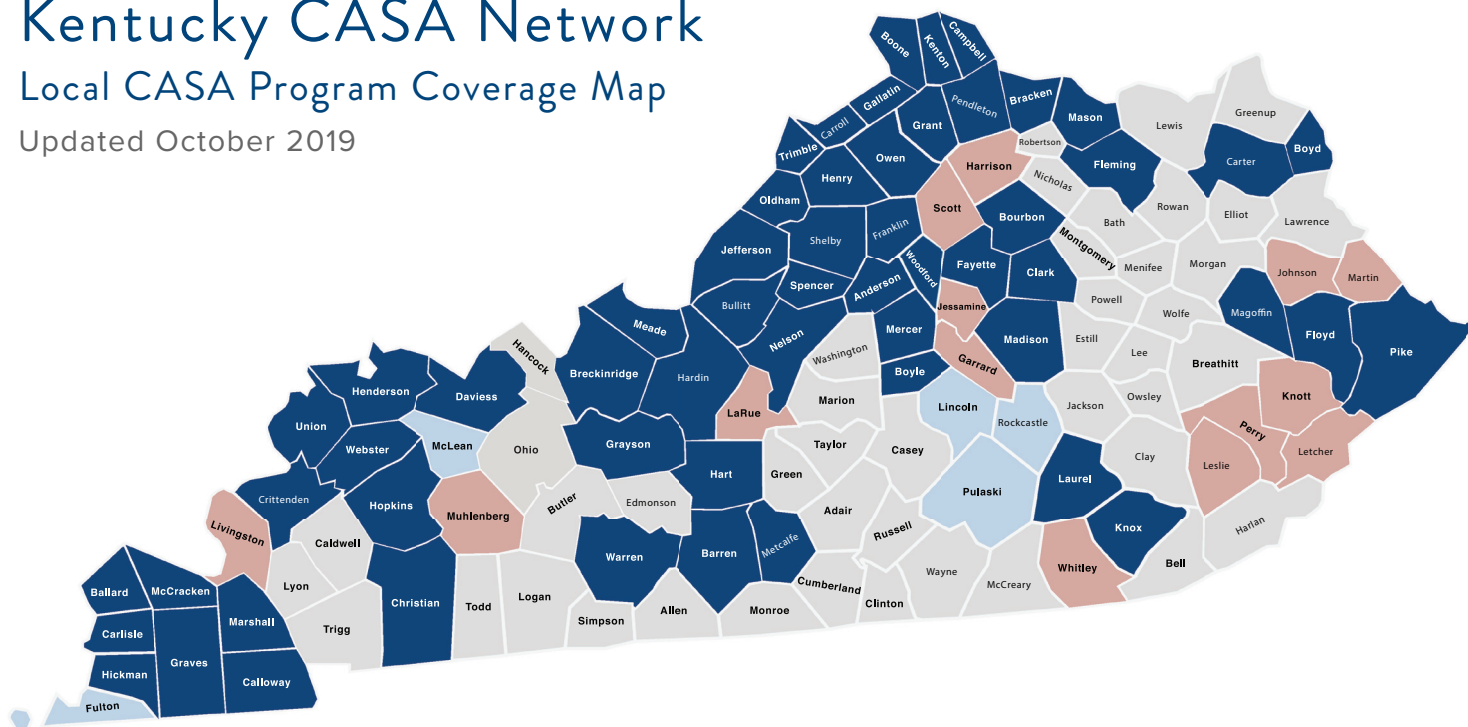 Kentucky CASA Network
Local CASA Program Coverage Map
Updated October 2019
Boone
Kenton
Campbell
Gallatin
Pendleton
Bracken
Mason
Lewis
Greenup
Carroll
Grant
Trimble
Owen
Robertson
Harrison
Fleming
Carter
Boyd
Henry
Nicholas
Oldham
Scott
Bourbon
Bath
Rowan
Elliot
Lawrence
Jefferson
Shelby
Franklin
Montgomery
Woodford
Fayette
Clark
Menifee
Morgan
Johnson
Martin
Spencer
Anderson
Bullitt
Jessamine
Powell
Wolfe
Magoffin
Meade
Nelson
Mercer
Madison
Estill
Floyd
Hancock
Washington
Garrard
Lee
Breathitt
Pike
Breckinridge
Hardin
Boyle
Henderson
Daviess
LaRue
Marion
Lincoln
Rockcastle
Jackson
Owsley
Knott
Union
Webster
McLean
Ohio
Grayson
Taylor
Casey
Perry
Clay
Leslie
Letcher
Hart
Green
Laurel
Crittenden
Hopkins
Butler
Edmonson
Pulaski
Livingston
Muhlenberg
Adair
Russell
Knox
Harlan
Caldwell
Warren
Barren
Metcalfe
Bell
Lyon
Wayne
McCreary
Whitley
Ballard
McCracken
Christian
Todd
Logan
Cumberland
Clinton
Allen
Monroe
Simpson
Carlisle
Marshall
Trigg
Graves
Hickman
Calloway
Fulton